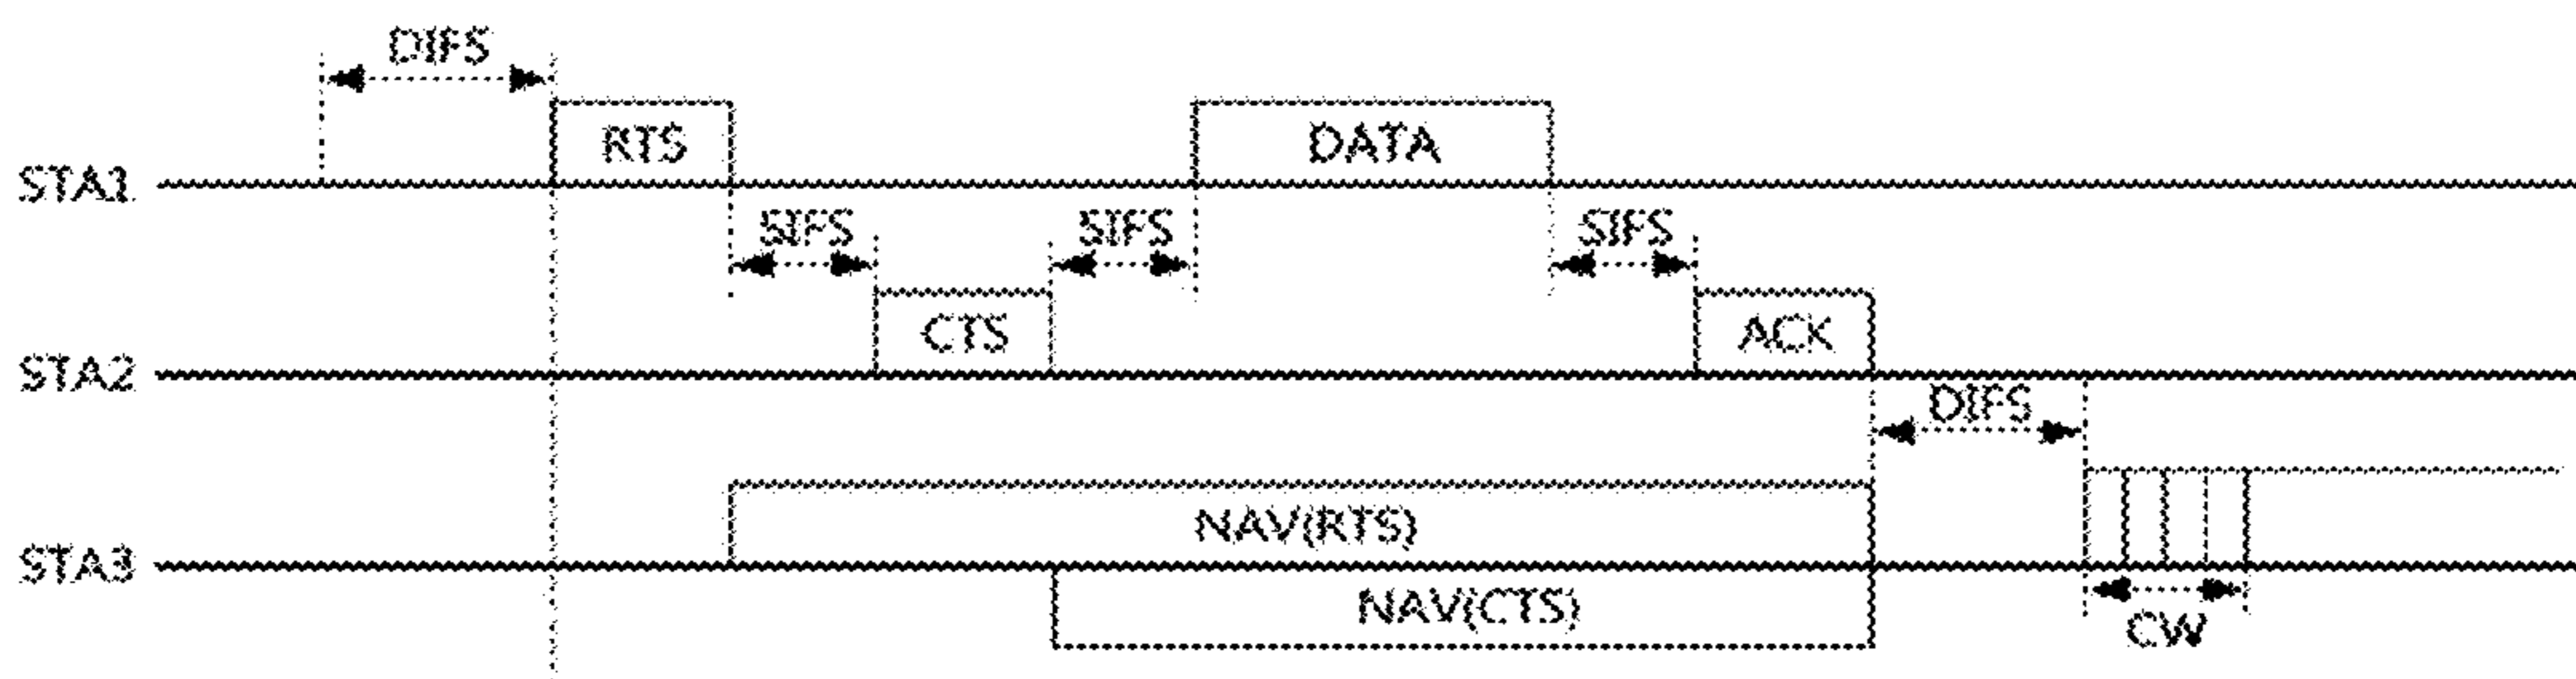 DIFS
RTS
DATA
STA1
SIFS
SIFS
SIFS
CTS
ACK
STA2
DIFS
NAV(RTS)
STA3
NAV(CTS)
CW